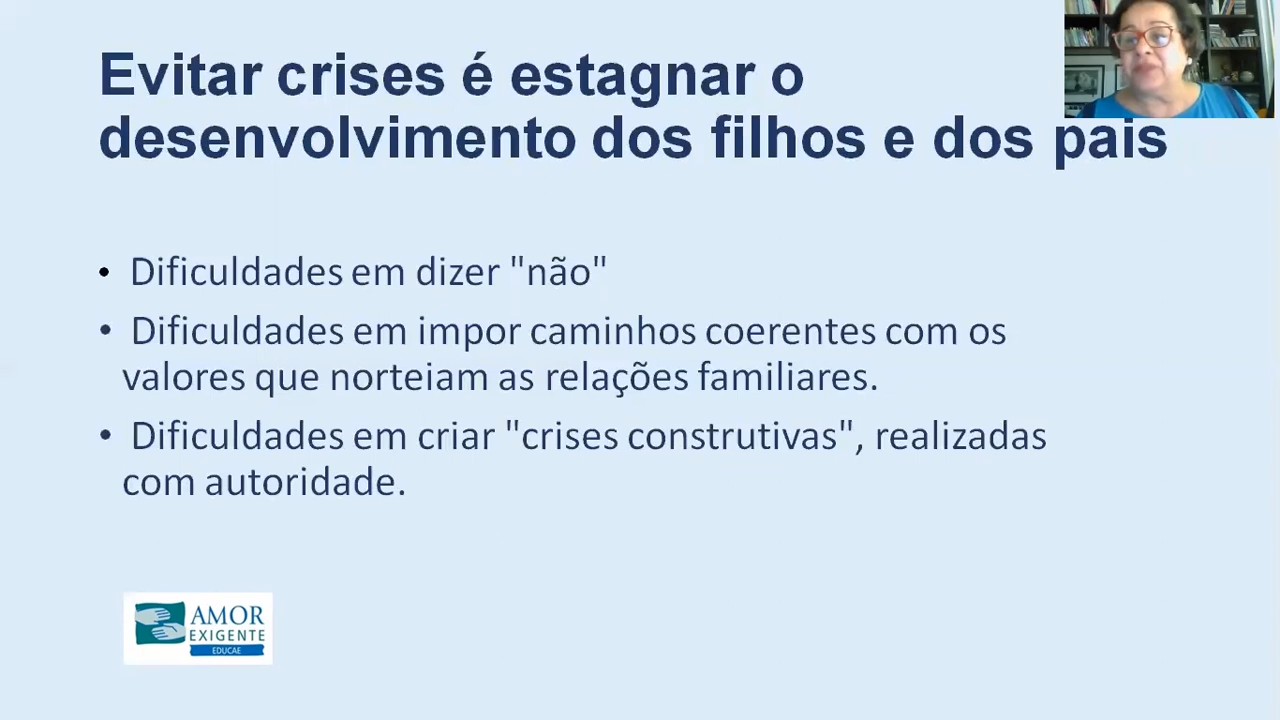 Evitar crises é estagnar o
desenvolvimento dos filhos e dos pais
• Dificuldades em dizer "não"
• Dificuldades em impor caminhos coerentes com os
valores que norteiam as relações familiares.
• Dificuldades em criar "crises construtivas", realizadas
com autoridade.
AMOR
EXIGENTE
EDUCAE